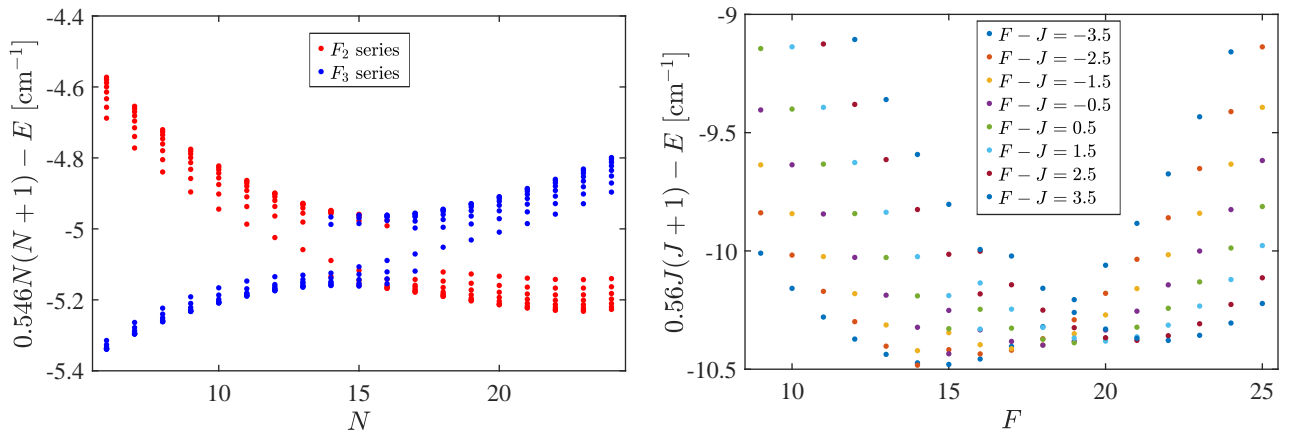 -4.4
-4.6
-4.8
-5
-5.2
-5.4
10
15
20
N
0.546N(N + 1) − E [cm⁻¹]
F₂ series
F₃ series
-9
-9.5
-10
-10.5
10
15
20
25
F
0.56J(J + 1) − E [cm⁻¹]
F − J = −3.5
F − J = −2.5
F − J = −1.5
F − J = −0.5
F − J = 0.5
F − J = 1.5
F − J = 2.5
F − J = 3.5